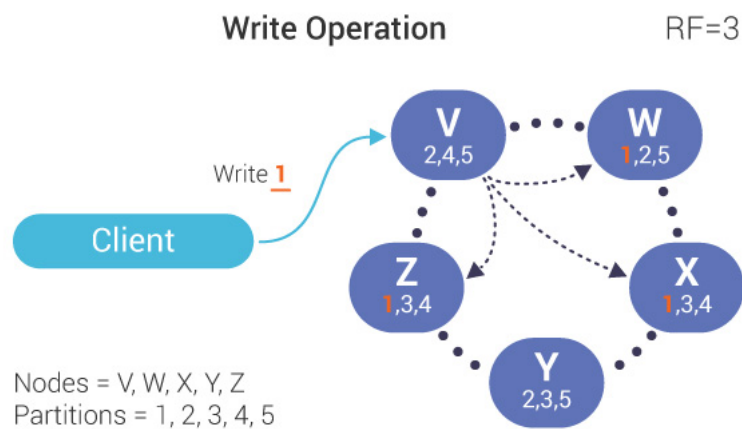 Write Operation
RF=3
V
2,4,5
W
1,2,5
Write 1
Client
Z
1,3,4
X
1,3,4
Y
2,3,5
Nodes = V, W, X, Y, Z
Partitions = 1, 2, 3, 4, 5